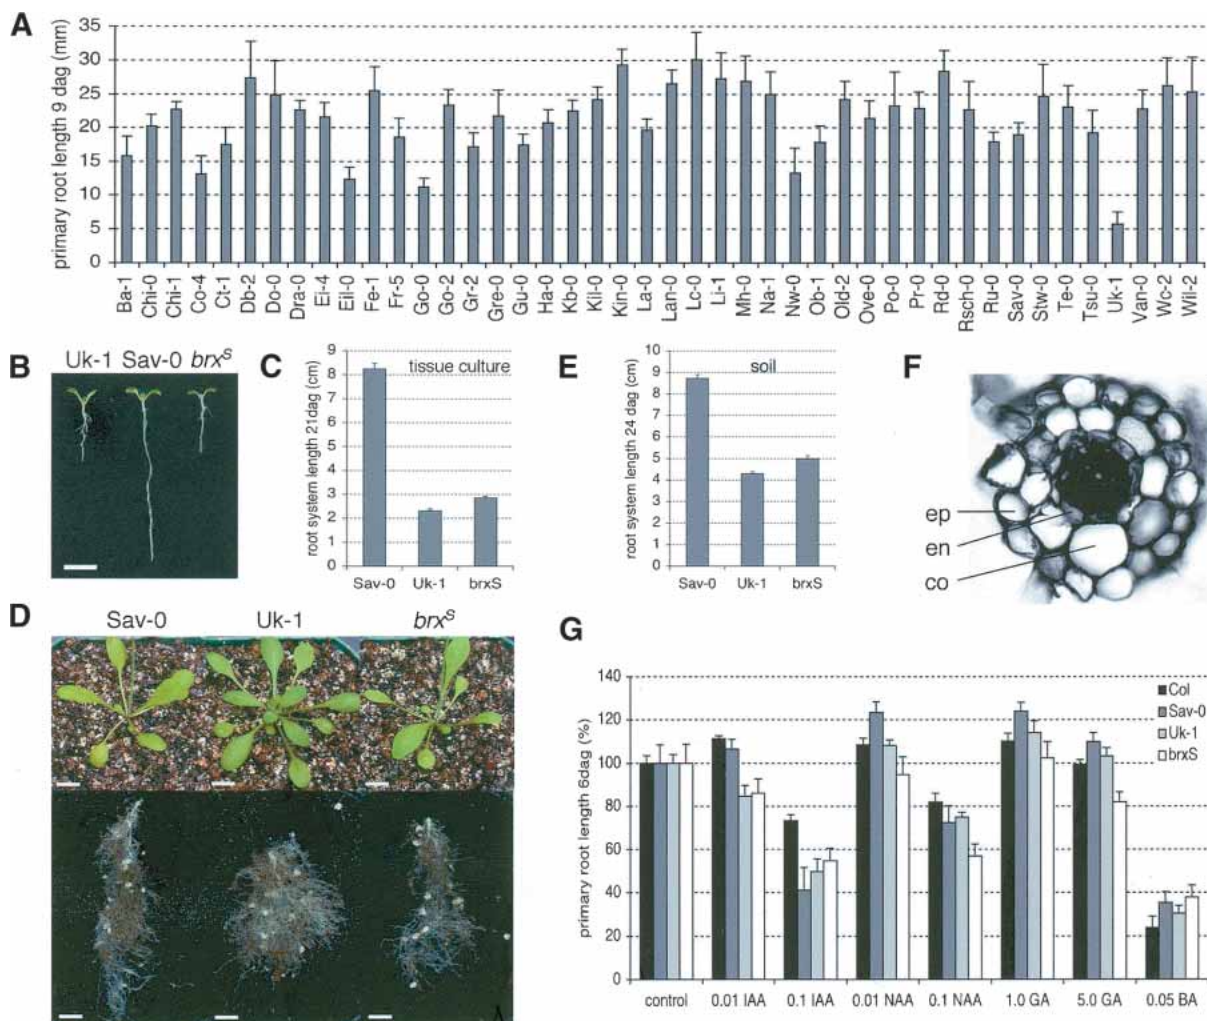 A
primary root length 9 dag (mm)
35
30
25
20
15
10
5
0
Ba-1 Chi-0 Chi-1 Co-4 Ct-1 Db-2 Do-0 Dra-0 Ei-4 Eil-0 Fe-1 Fr-5 Go-0 Go-2 Gr-2 Gre-0 Gu-0 Ha-0 Kb-0 Kil-0 Kin-0 La-0 Lan-0 Lc-0 Li-1 Mh-0 Na-1 Nw-0 Ob-1 Old-2 Ove-0 Po-0 Pr-0 Rd-0 Rsch-0 Ru-0 Sav-0 Stw-0 Te-0 Tsu-0 Uk-1 Van-0 Wc-2 Wil-2
B
Uk-1 Sav-0 brxS
C
root system length 21dag (cm)
9
8
7
6
5
4
3
2
1
0
tissue culture
Sav-0 Uk-1 brxS
E
root system length 24 dag (cm)
10
9
8
7
6
5
4
3
2
1
0
soil
Sav-0 Uk-1 brxS
F
ep
en
co
D
Sav-0 Uk-1 brxS
G
primary root length 6dag (%)
140
120
100
80
60
40
20
0
Col
Sav-0
Uk-1
brxS
control 0.01 IAA 0.1 IAA 0.01 NAA 0.1 NAA 1.0 GA 5.0 GA 0.05 BA